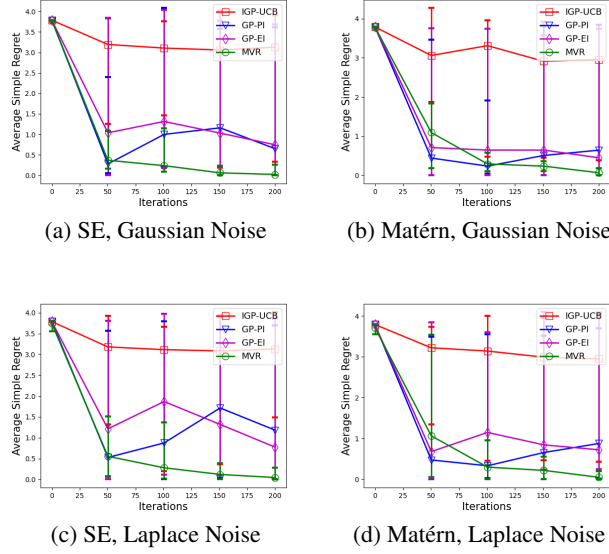 4.0
3.5
3.0
2.5
2.0
1.5
1.0
0.5
0.0
Average Simple Regret
0 25 50 75 100 125 150 175 200
Iterations
IGP-UCB
GP-PI
GP-EI
MVR
(a) SE, Gaussian Noise
4
3
2
1
0
Average Simple Regret
0 25 50 75 100 125 150 175 200
Iterations
IGP-UCB
GP-PI
GP-EI
MVR
(b) Matérn, Gaussian Noise
4.0
3.5
3.0
2.5
2.0
1.5
1.0
0.5
0.0
Average Simple Regret
0 25 50 75 100 125 150 175 200
Iterations
IGP-UCB
GP-PI
GP-EI
MVR
(c) SE, Laplace Noise
4
3
2
1
0
Average Simple Regret
0 25 50 75 100 125 150 175 200
Iterations
IGP-UCB
GP-PI
GP-EI
MVR
(d) Matérn, Laplace Noise